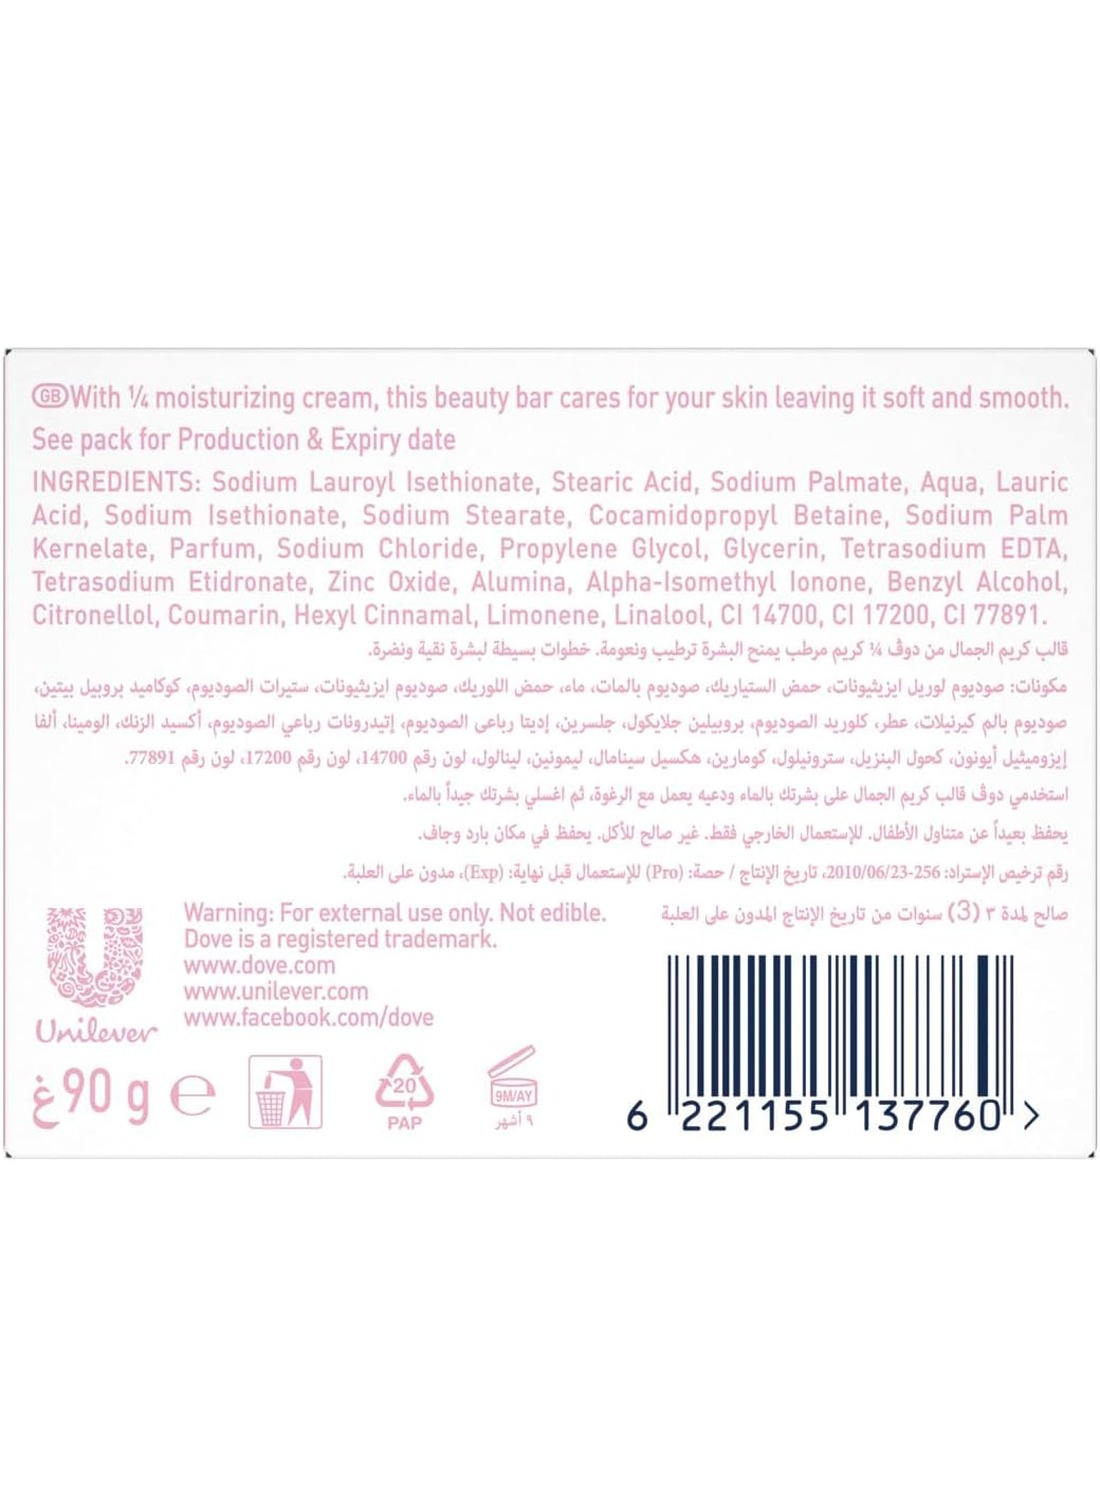 GB With ¼ moisturizing cream, this beauty bar cares for your skin leaving it soft and smooth.
See pack for Production & Expiry date
INGREDIENTS: Sodium Lauroyl Isethionate, Stearic Acid, Sodium Palmate, Aqua, Lauric
Acid, Sodium Isethionate, Sodium Stearate, Cocamidopropyl Betaine, Sodium Palm
Kernelate, Parfum, Sodium Chloride, Propylene Glycol, Glycerin, Tetrasodium EDTA,
Tetrasodium Etidronate, Zinc Oxide, Alumina, Alpha-Isomethyl Ionone, Benzyl Alcohol,
Citronellol, Coumarin, Hexyl Cinnamal, Limonene, Linalool, CI 14700, CI 17200, CI 77891.
قالب كريم الجمال من دوڤ ¼ كريم مرطب يمنح البشرة ترطيب ونعومة. خطوات بسيطة لبشرة نقية ونضرة.
مكونات: صوديوم لوريل ايزيثيونات، حمض الستياريك، صوديوم بالمات، ماء، حمض اللوريك، صوديوم ايزيثيونات، ستيرات الصوديوم، كوكاميد بروبيل بيتين،
صوديوم بالم كيرنيلات، عطر، كلوريد الصوديوم، بروبيلين جلايكول، جلسرين، إديتا رباعى الصوديوم، إتيدرونات رباعي الصوديوم، أكسيد الزنك، الومينا، ألفا
إيزوميثيل أيونون، كحول البنزيل، سترونيلول، كومارين، هكسيل سينامال، ليمونين، لينالول، لون رقم 14700، لون رقم 17200، لون رقم 77891.
استخدمي دوڤ قالب كريم الجمال على بشرتك بالماء ودعيه يعمل مع الرغوة، ثم اغسلي بشرتك جيداً بالماء.
يحفظ بعيداً عن متناول الأطفال. للإستعمال الخارجي فقط. غير صالح للأكل. يحفظ في مكان بارد وجاف.
رقم ترخيص الإستراد: 256-2010/06/23، تاريخ الإنتاج / حصة: (Pro) للإستعمال قبل نهاية: (Exp)، مدون على العلبة.
صالح لمدة ٣ (3) سنوات من تاريخ الإنتاج المدون على العلبة
Warning: For external use only. Not edible.
Dove is a registered trademark.
www.dove.com
www.unilever.com
www.facebook.com/dove
Unilever
غ 90 g ℮
20
PAP
9M/AY
٩ أشهر
6 221155 137760 >